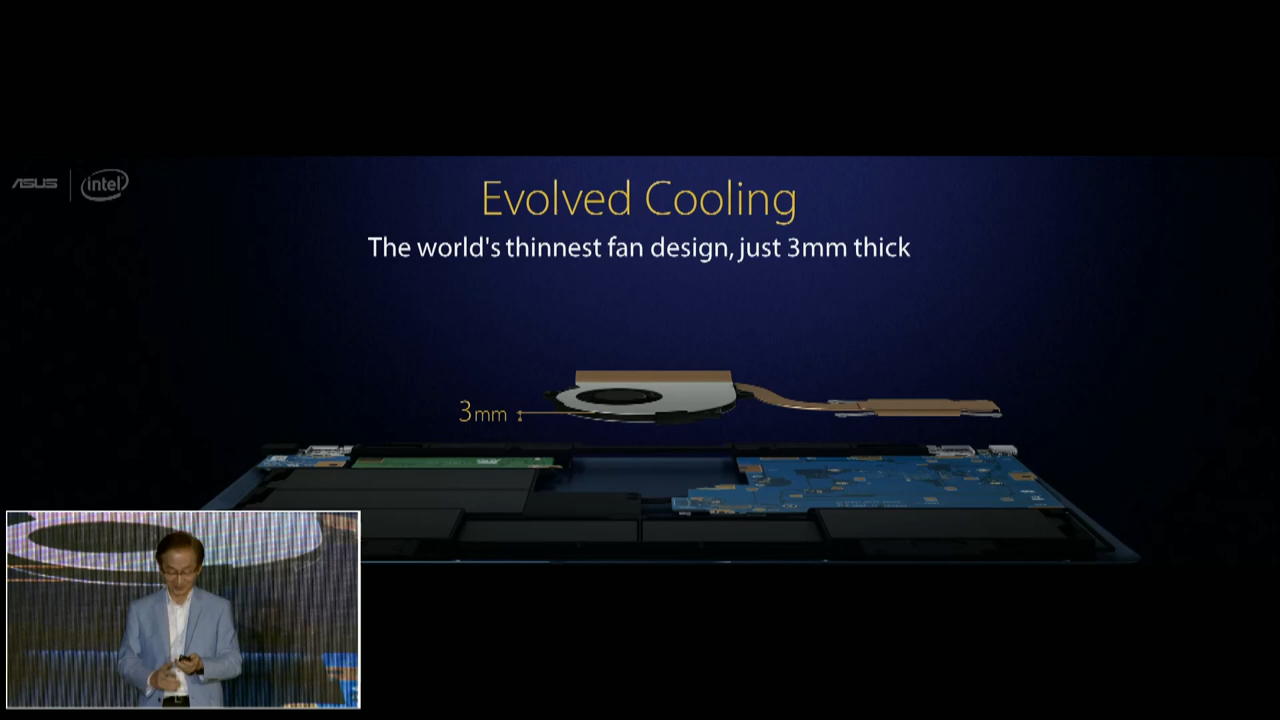 ASUS
intel
Evolved Cooling
The world's thinnest fan design, just 3mm thick
3mm